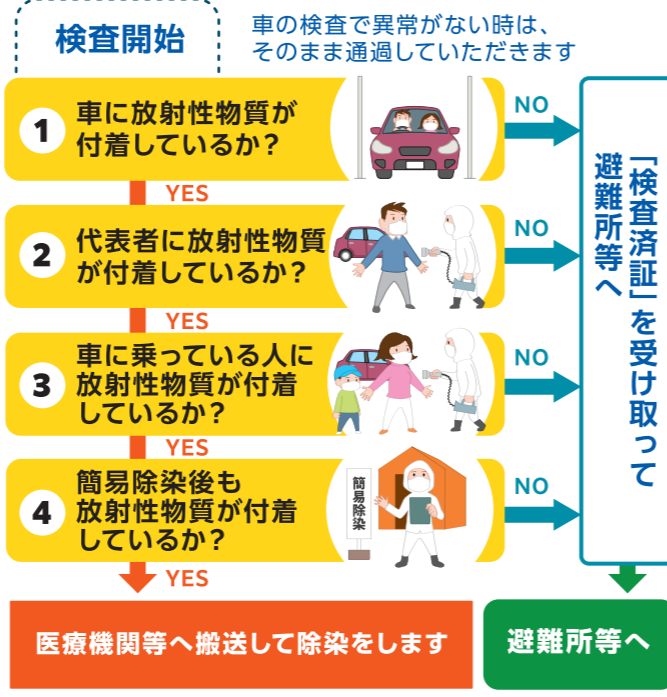 検査開始
車の検査で異常がない時は、
そのまま通過していただきます
1
車に放射性物質が
付着しているか?
NO
YES
2
代表者に放射性物質
が付着しているか?
NO
YES
3
車に乗っている人に
放射性物質が付着
しているか?
NO
YES
4
簡易除染後も
放射性物質が付着
しているか?
簡易除染
NO
YES
「検査済証」を受け取って
避難所等へ
医療機関等へ搬送して除染をします
避難所等へ